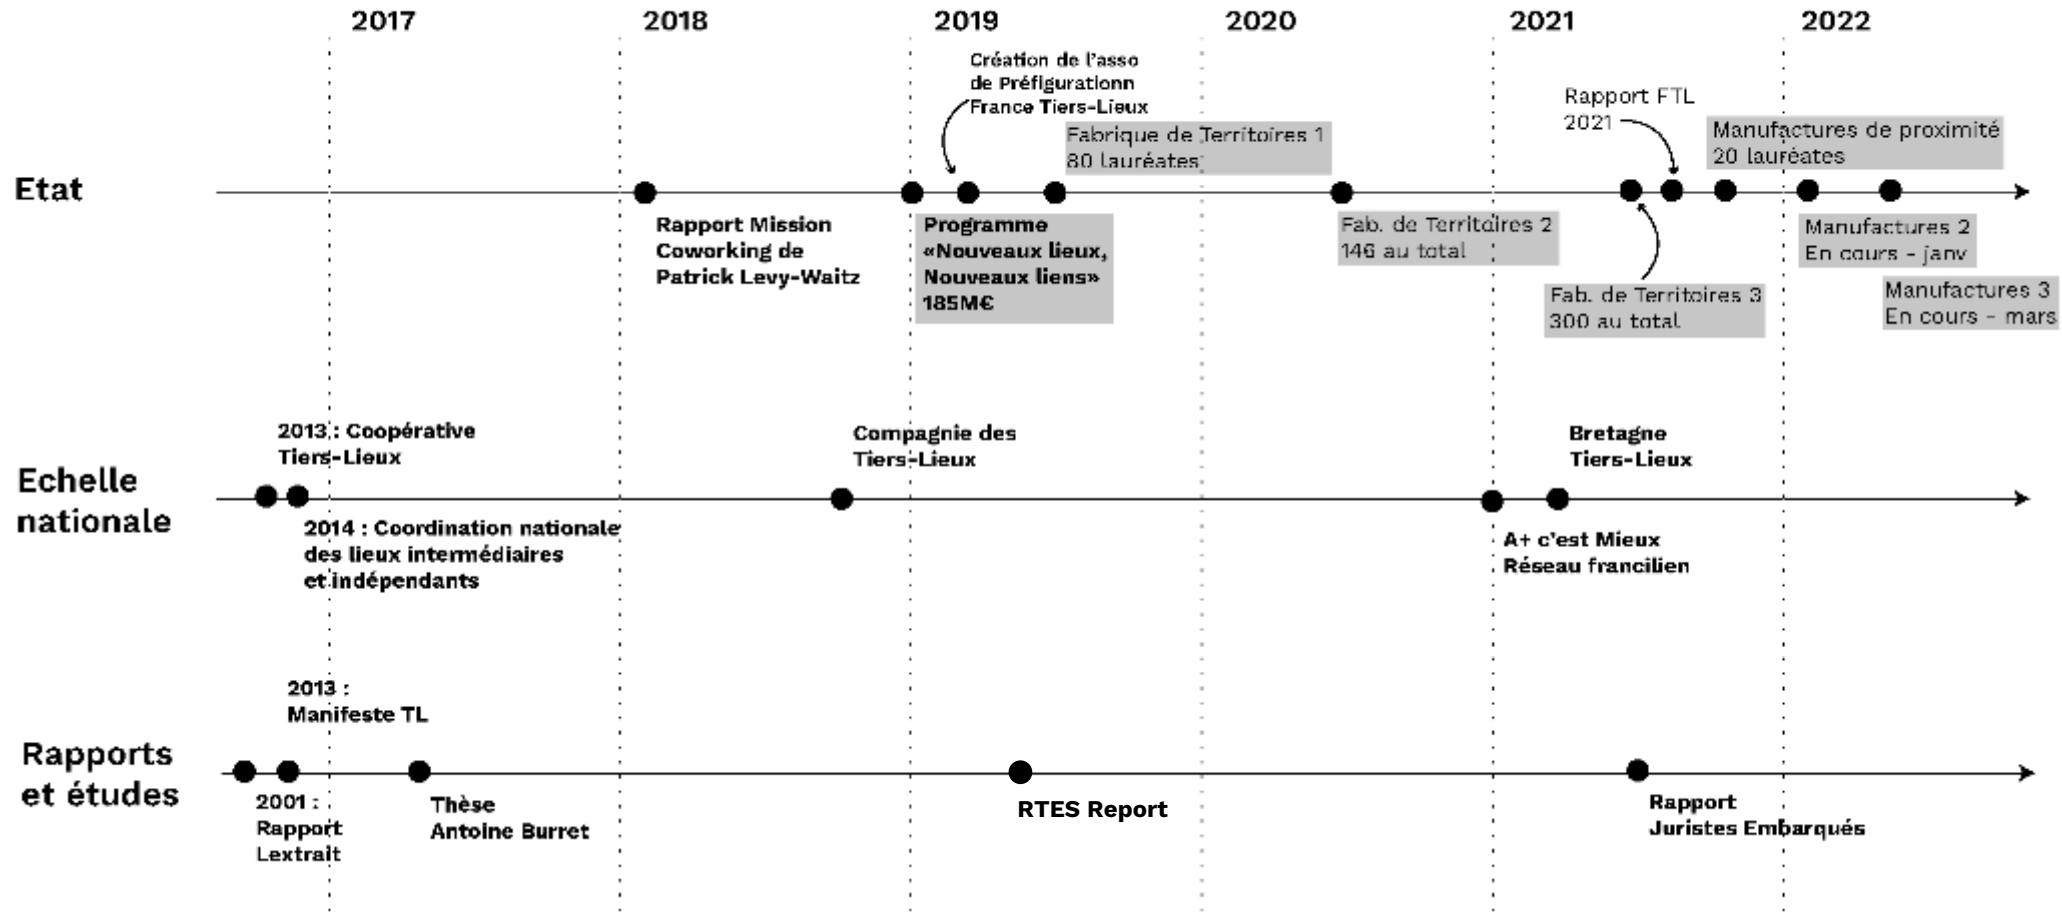 2017
2018
2019
2020
2021
2022
Etat
Création de l'asso
de Préfigurationn
France Tiers-Lieux
Fabrique de Territoires 1
80 lauréates
Rapport FTL
2021
Manufactures de proximité
20 lauréates
Rapport Mission
Coworking de
Patrick Levy-Waitz
Programme
«Nouveaux lieux,
Nouveaux liens»
185M€
Fab. de Territoires 2
146 au total
Fab. de Territoires 3
300 au total
Manufactures 2
En cours - janv
Manufactures 3
En cours - mars
Echelle
nationale
2013 : Coopérative
Tiers-Lieux
2014 : Coordination nationale
des lieux intermédiaires
et indépendants
Compagnie des
Tiers-Lieux
Bretagne
Tiers-Lieux
A+ c'est Mieux
Réseau francilien
Rapports
et études
2013 :
Manifeste TL
2001 :
Rapport
Lextrait
Thèse
Antoine Burret
RTES Report
Rapport
Juristes Embarqués